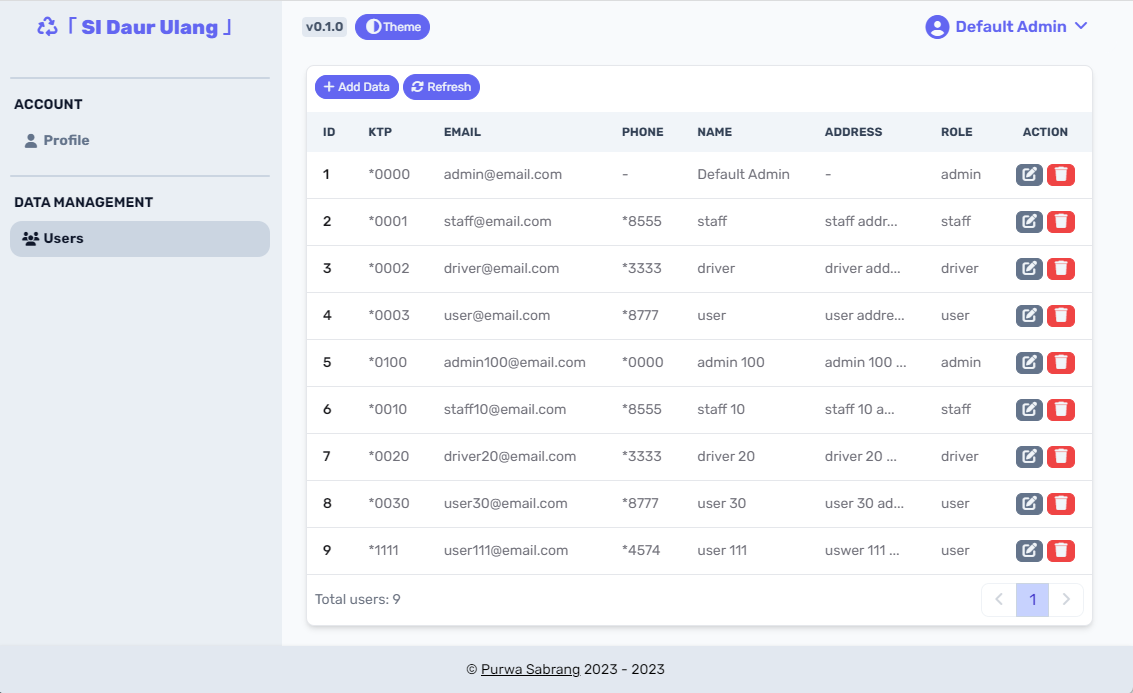 「 SI Daur Ulang 」
v0.1.0 Theme
Default Admin
ACCOUNT
Profile
DATA MANAGEMENT
Users
Add Data Refresh
ID KTP EMAIL PHONE NAME ADDRESS ROLE ACTION
1 *0000 admin@email.com - Default Admin - admin
2 *0001 staff@email.com *8555 staff staff addr... staff
3 *0002 driver@email.com *3333 driver driver add... driver
4 *0003 user@email.com *8777 user user addre... user
5 *0100 admin100@email.com *0000 admin 100 admin 100 ... admin
6 *0010 staff10@email.com *8555 staff 10 staff 10 a... staff
7 *0020 driver20@email.com *3333 driver 20 driver 20 ... driver
8 *0030 user30@email.com *8777 user 30 user 30 ad... user
9 *1111 user111@email.com *4574 user 111 uswer 111 ... user
Total users: 9
1
© Purwa Sabrang 2023 - 2023